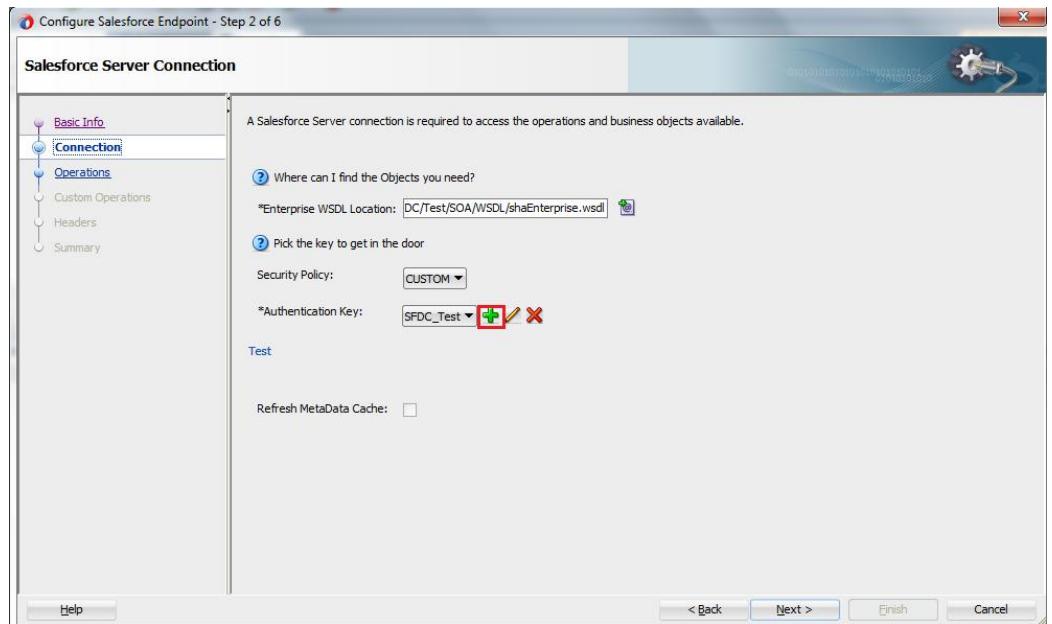 Configure Salesforce Endpoint - Step 2 of 6
Salesforce Server Connection
Basic Info
Connection
Operations
Custom Operations
Headers
Summary
A Salesforce Server connection is required to access the operations and business objects available.
Where can I find the Objects you need?
*Enterprise WSDL Location: DC/Test/SOA/WSDL/shaEnterprise.wsdl
Pick the key to get in the door
Security Policy: CUSTOM
*Authentication Key: SFDC_Test
Test
Refresh MetaData Cache:
Help < Back Next > Finish Cancel